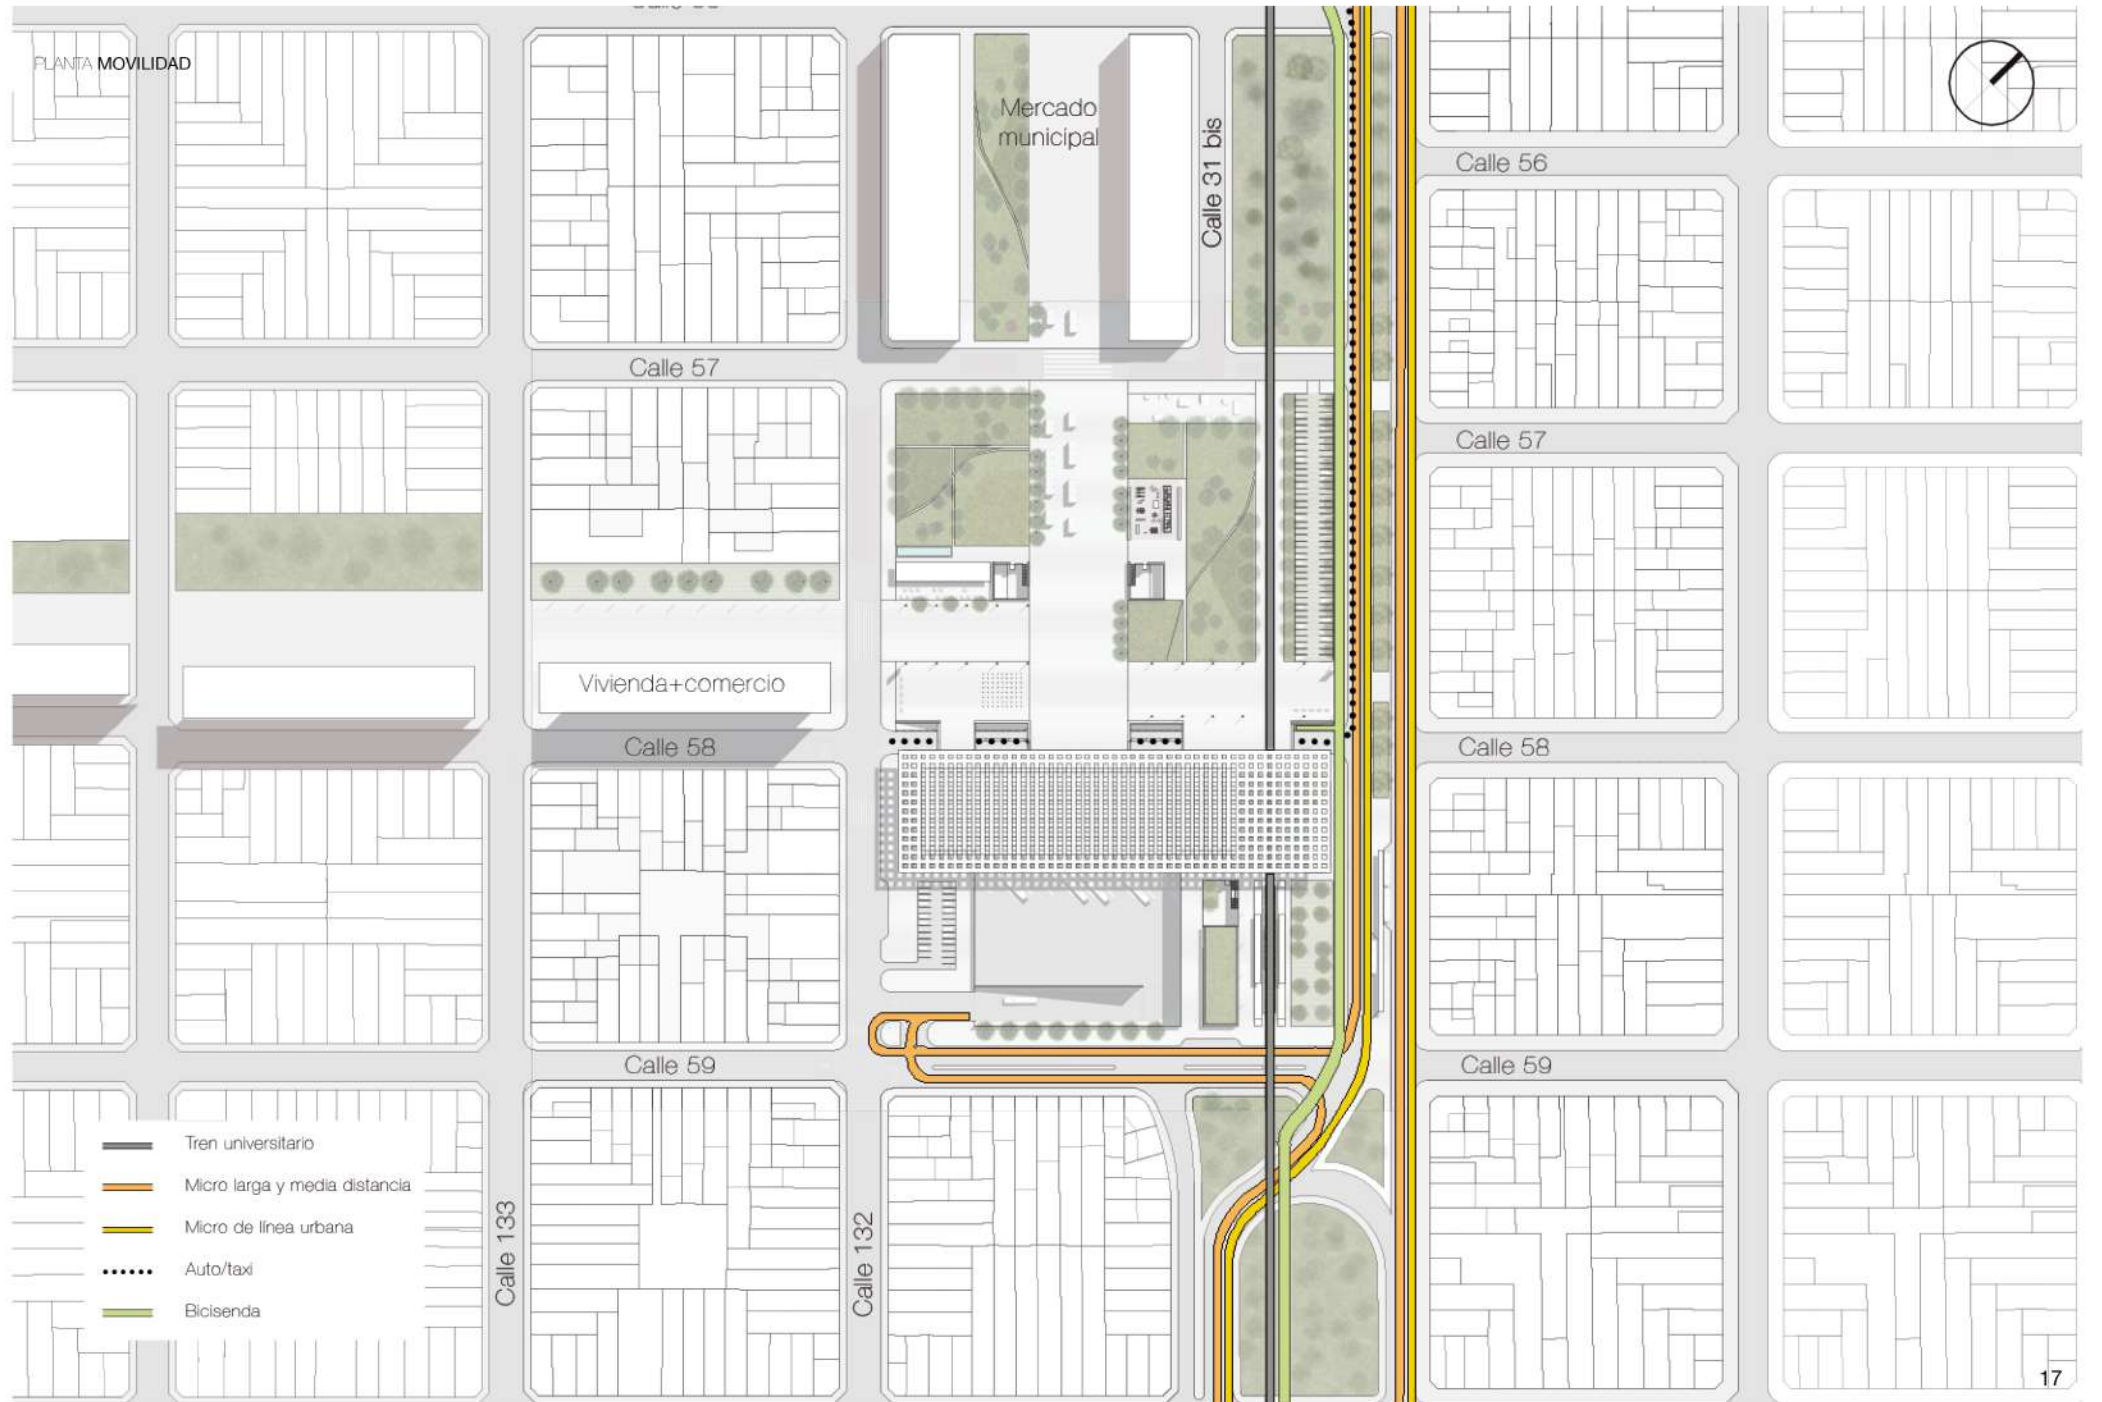 PLANTA MOVILIDAD
Mercado
municipal
Calle 31 bis
Calle 56
Calle 57
Calle 57
Vivienda+comercio
Calle 58
Calle 58
Calle 59
Calle 59
Tren universitario
Micro larga y media distancia
Micro de línea urbana
Auto/taxi
Bicisenda
Calle 133
Calle 132
17